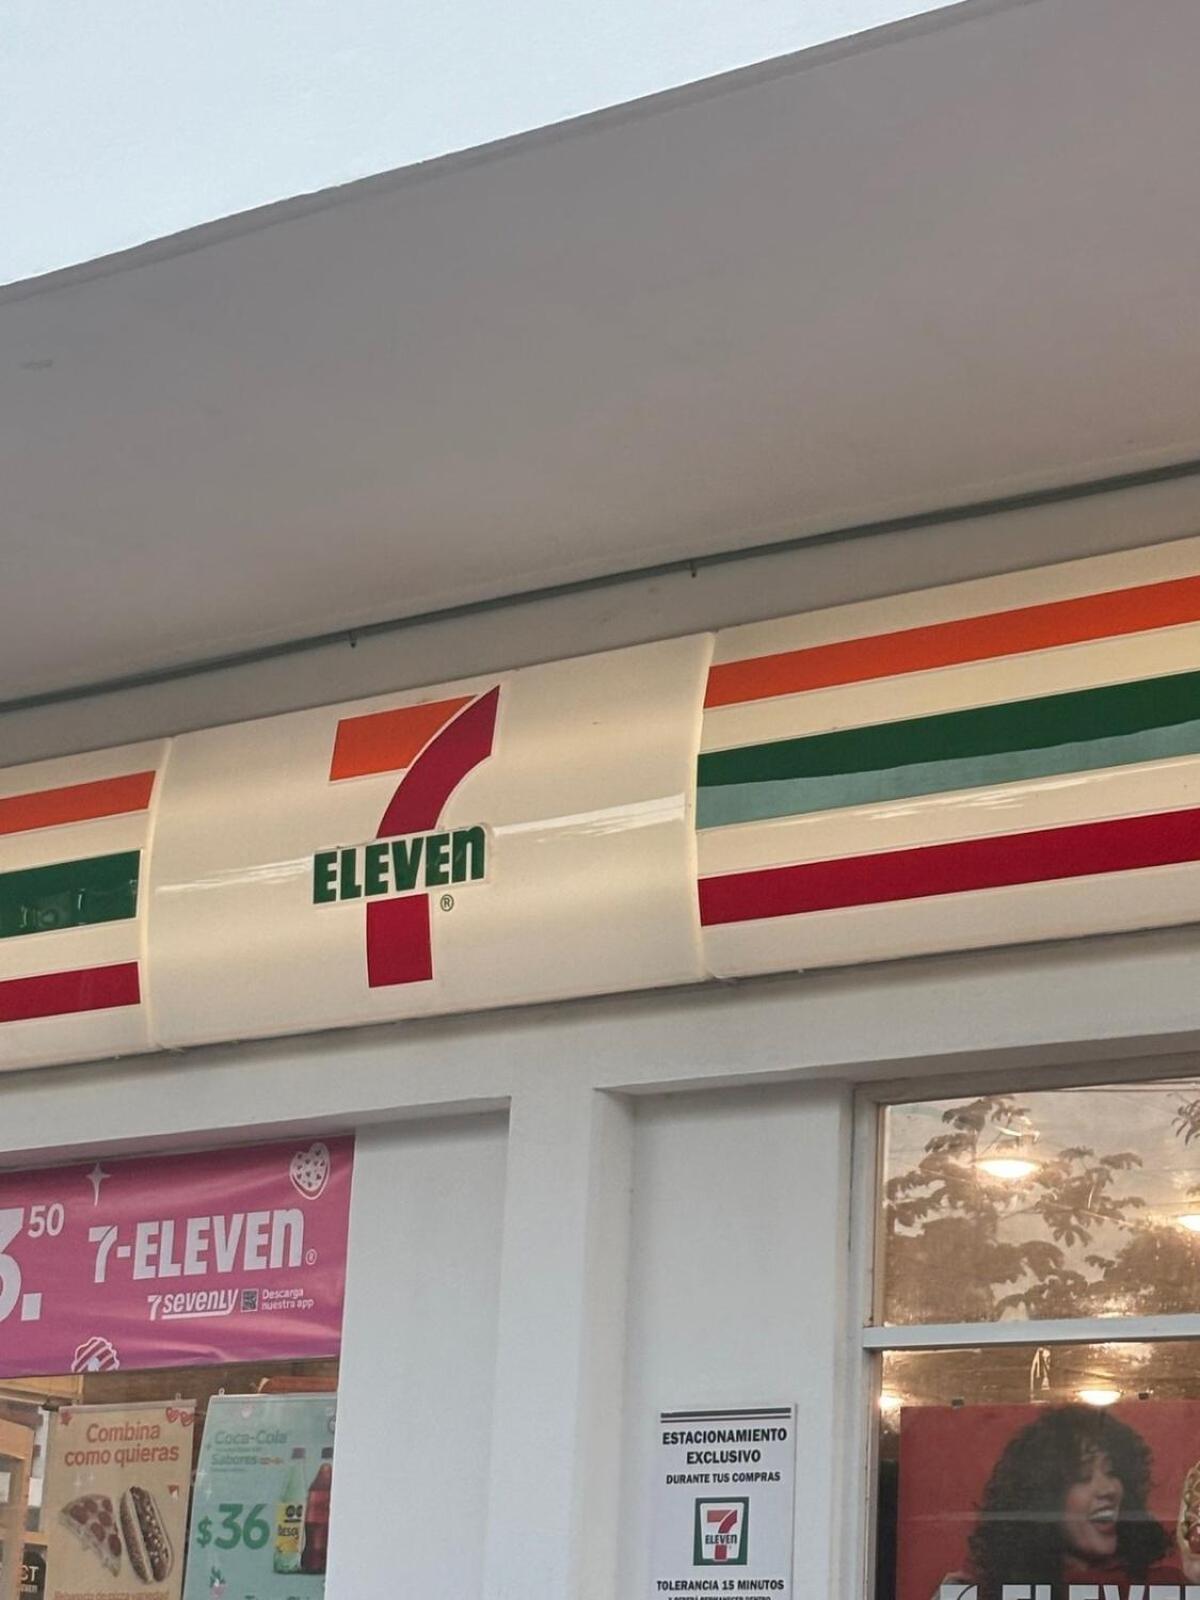 7
ELEVEn
®
50
7-ELEVEn®
7SEVENLY
Descarga
nuestra app
Combina
como quieras
Coca-Cola
Sabores
$36
ESTACIONAMIENTO
EXCLUSIVO
DURANTE TUS COMPRAS
7
ELEVEn
TOLERANCIA 15 MINUTOS